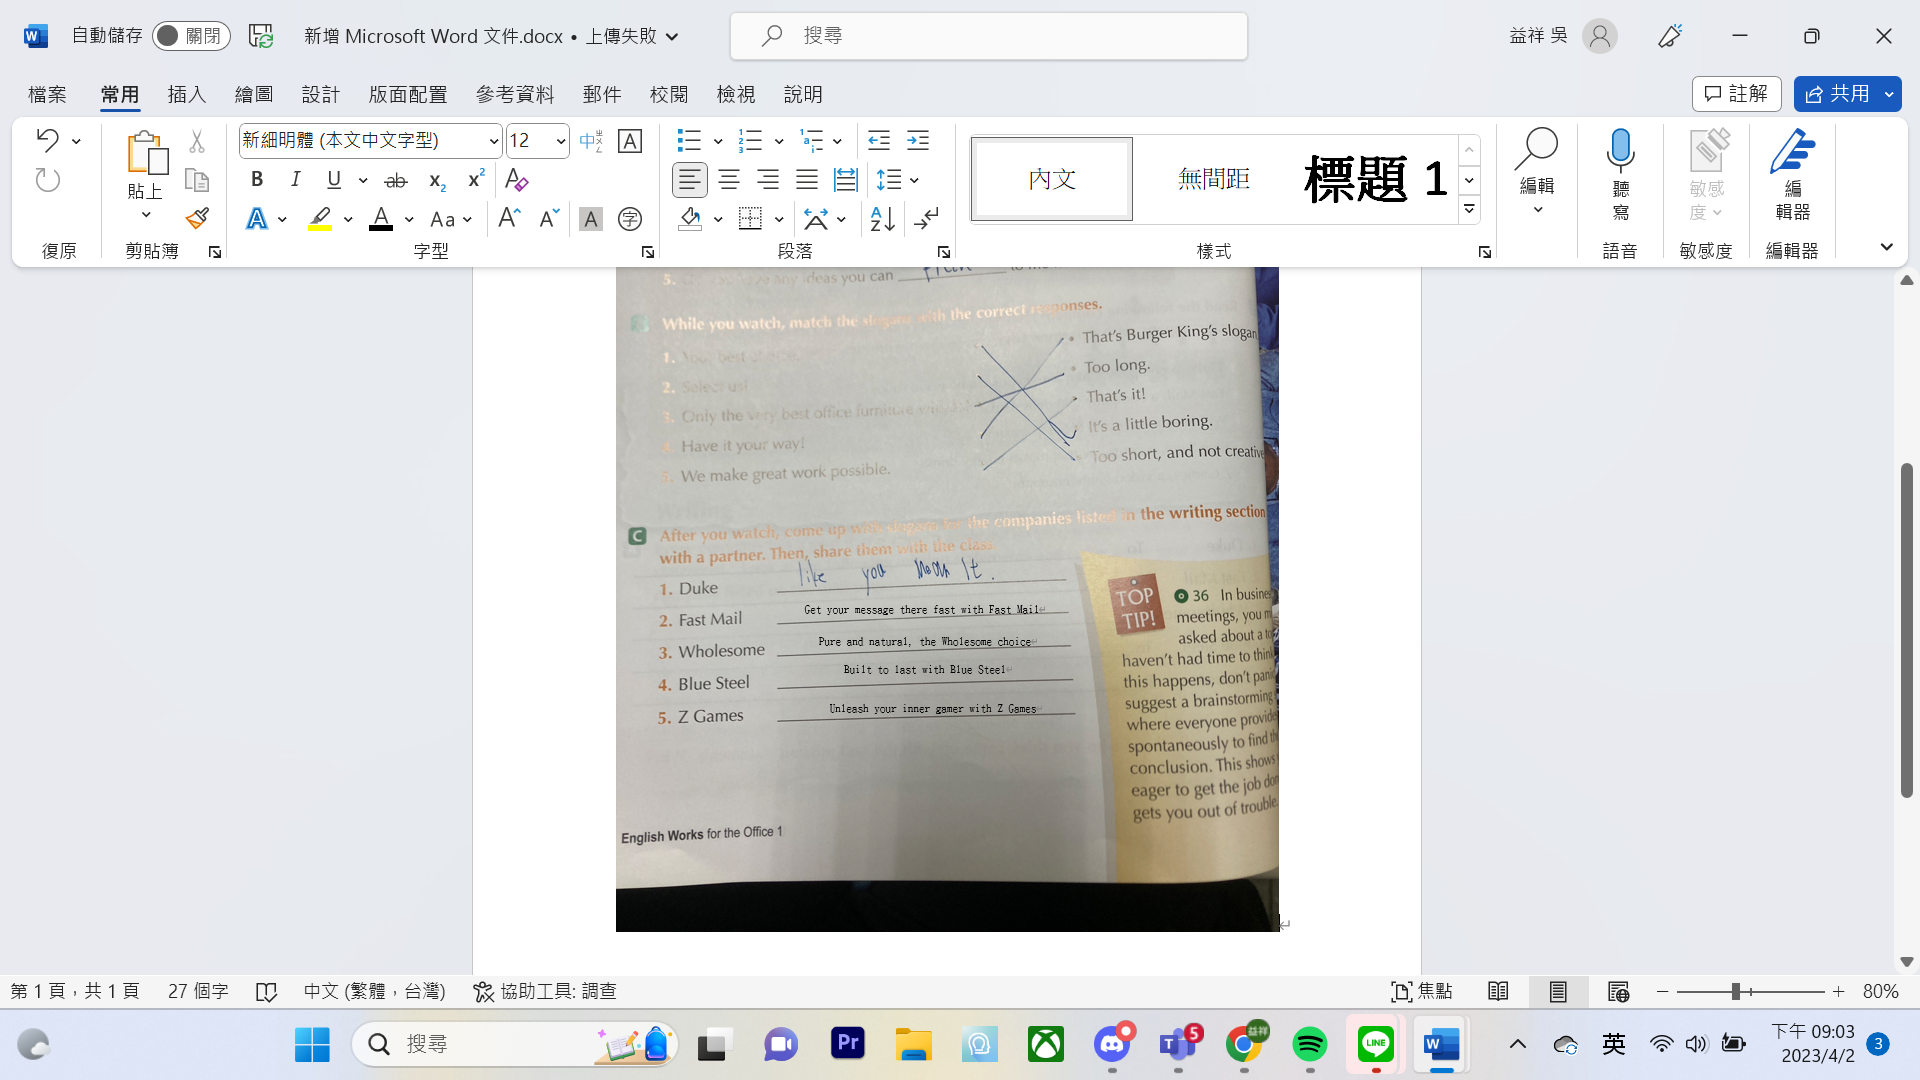 自動儲存 關閉 新增 Microsoft Word 文件.docx • 上傳失敗 搜尋 益祥 吳
檔案 常用 插入 繪圖 設計 版面配置 參考資料 郵件 校閱 檢視 說明 註解 共用
貼上 新細明體 (本文中文字型) 12 內文 無間距 標題 1 編輯 聽寫 敏感度 編輯器
復原 剪貼簿 字型 段落 樣式 語音 敏感度 編輯器
5. any ideas you can
While you watch, match the slogans with the correct responses.
1. Your best
2. Select us!
3. Only the very best office furniture
4. Have it your way!
5. We make great work possible.
• That's Burger King's slogan
• Too long.
• That's it!
• It's a little boring.
• Too short, and not creative
C After you watch, come up with slogans for the companies listed in the writing section
with a partner. Then, share them with the class.
1. Duke like you mean it.
2. Fast Mail Get your message there fast with Fast Mail
3. Wholesome Pure and natural, the Wholesome choice
4. Blue Steel Built to last with Blue Steel
5. Z Games Unleash your inner gamer with Z Games
TOP TIP!
36 In business
meetings, you m
asked about a to
haven't had time to think
this happens, don't panic
suggest a brainstorming
where everyone provide
spontaneously to find th
conclusion. This shows
eager to get the job don
gets you out of trouble.
English Works for the Office 1
第 1 頁，共 1 頁 27 個字 中文 (繁體，台灣) 協助工具: 調查 焦點 80%
搜尋 Pr 5 益祥 LINE 英 下午 09:03
2023/4/2 3